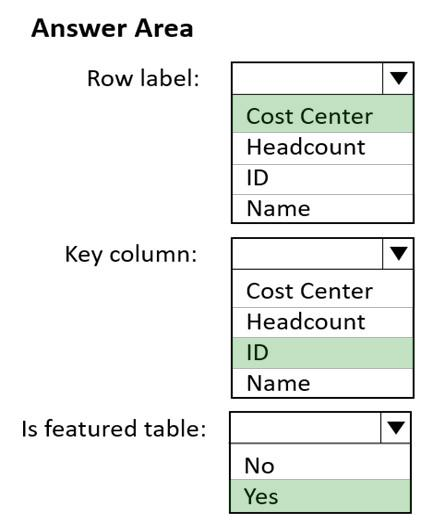 Answer Area
Row label:
Cost Center
Headcount
ID
Name
Key column:
Cost Center
Headcount
ID
Name
Is featured table:
No
Yes